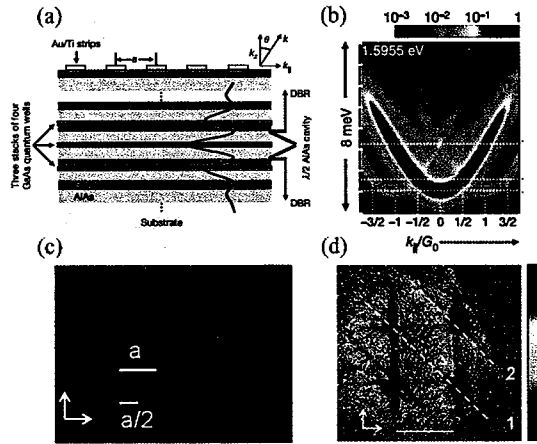 (a)
Au/Ti strips
a
θ
k
kz
k||
DBR
Three stacks of four
GaAs quantum wells
λ/2 AlAs cavity
AlAs
DBR
Substrate
(b)
10−3 10−2 10−1 1
1.5955 eV
8 meV
−3/2 −1 −1/2 0 1/2 1 3/2
k||/G0
(c)
a
a/2
(d)
2
1